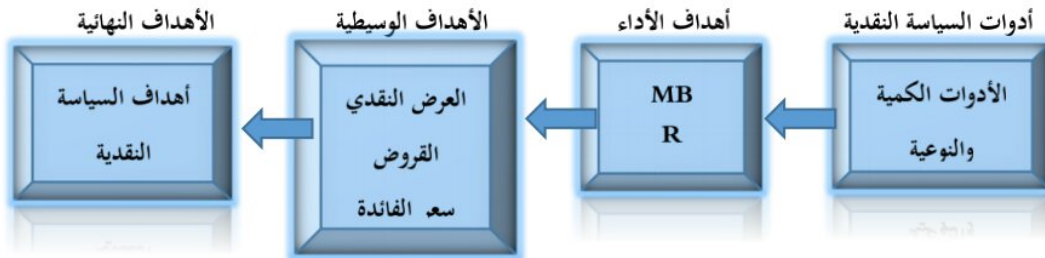 أدوات السياسة النقدية
أهداف الأداء
الأهداف الوسيطية
الأهداف النهائية
الأدوات الكمية
والنوعية
MB
R
العرض النقدي
القروض
سعر الفائدة
أهداف السياسة
النقدية